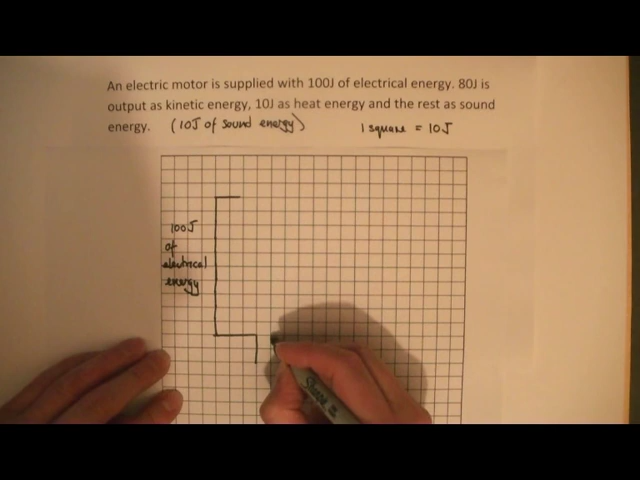 An electric motor is supplied with 100J of electrical energy. 80J is
output as kinetic energy, 10J as heat energy and the rest as sound
energy. (10J of sound energy) 1 square = 10J
100J
of
electrical
energy
Sharpie